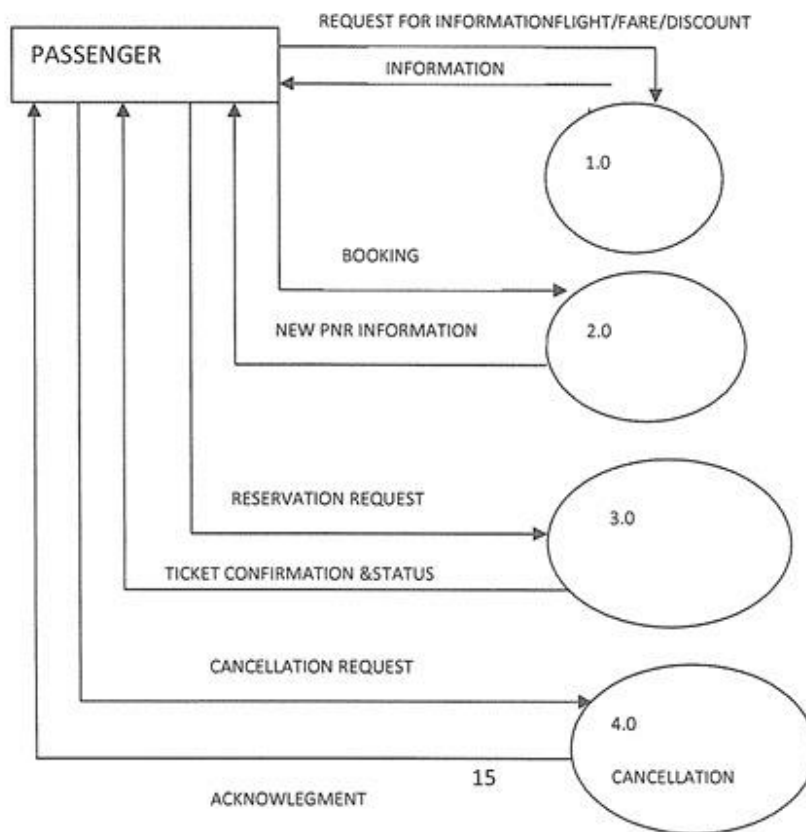 REQUEST FOR INFORMATIONFLIGHT/FARE/DISCOUNT
PASSENGER
INFORMATION
1.0
BOOKING
NEW PNR INFORMATION
2.0
RESERVATION REQUEST
3.0
TICKET CONFIRMATION &STATUS
CANCELLATION REQUEST
4.0
CANCELLATION
15
ACKNOWLEGMENT